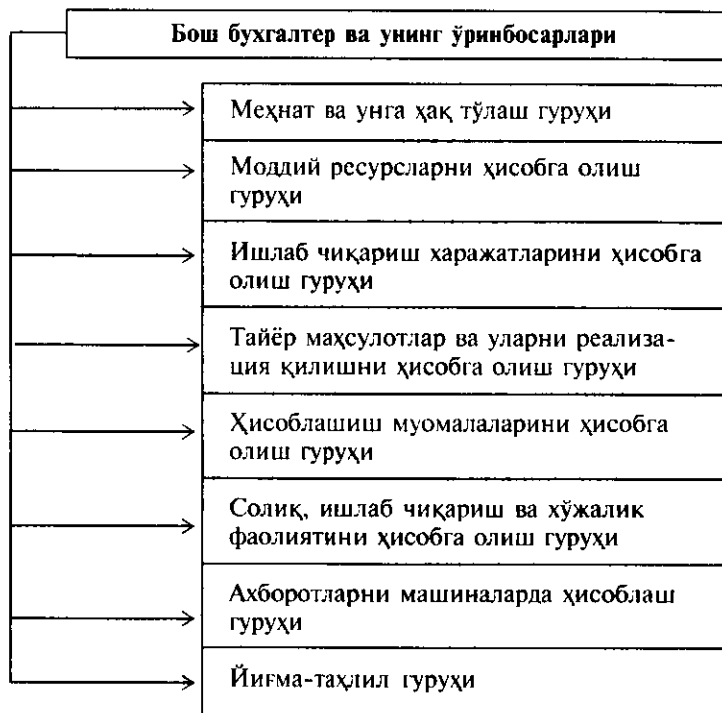 Бош бухгалтер ва унинг ўринбосарлари
Меҳнат ва унга ҳақ тўлаш гуруҳи
Моддий ресурсларни ҳисобга олиш
гуруҳи
Ишлаб чиқариш харажатларини ҳисобга
олиш гуруҳи
Тайёр маҳсулотлар ва уларни реализа-
ция қилишни ҳисобга олиш гуруҳи
Ҳисоблашиш муомалаларини ҳисобга
олиш гуруҳи
Солиқ, ишлаб чиқариш ва хўжалик
фаолиятини ҳисобга олиш гуруҳи
Ахборотларни машиналарда ҳисоблаш
гуруҳи
Йиғма-таҳлил гуруҳи